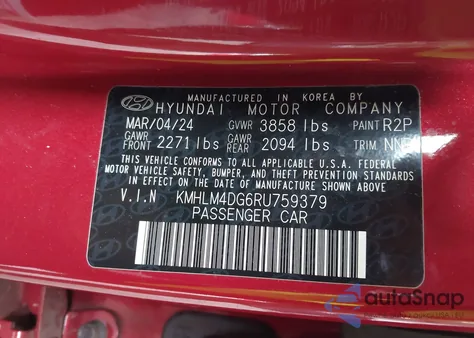 MANUFACTURED IN KOREA BY
HYUNDAI MOTOR COMPANY
MAR/04/24 GVWR 3858 lbs PAINT R2P
GAWR FRONT 2271 lbs GAWR REAR 2094 lbs TRIM NNB
THIS VEHICLE CONFORMS TO ALL APPLICABLE U.S.A. FEDERAL
MOTOR VEHICLE SAFETY, BUMPER, AND THEFT PREVENTION STANDARDS
IN EFFECT ON THE DATE OF MANUFACTURE SHOWN ABOVE.
V.I.N KMHLM4DG6RU759379
PASSENGER CAR
autoSnap